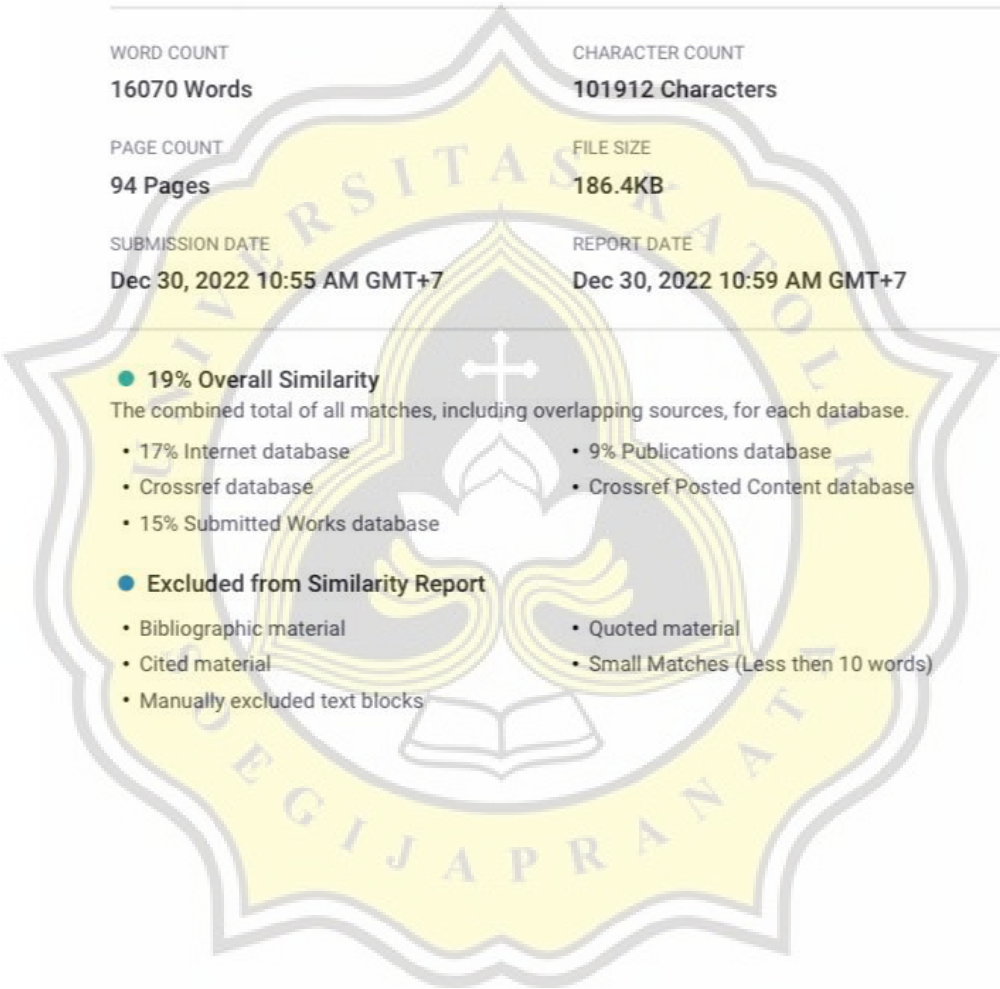 WORD COUNT
16070 Words
CHARACTER COUNT
101912 Characters
PAGE COUNT
94 Pages
FILE SIZE
186.4KB
SUBMISSION DATE
Dec 30, 2022 10:55 AM GMT+7
REPORT DATE
Dec 30, 2022 10:59 AM GMT+7
19% Overall Similarity
The combined total of all matches, including overlapping sources, for each database.
• 17% Internet database
• 9% Publications database
• Crossref database
• Crossref Posted Content database
• 15% Submitted Works database
Excluded from Similarity Report
• Bibliographic material
• Quoted material
• Cited material
• Small Matches (Less then 10 words)
• Manually excluded text blocks
UNIVERSITAS KATOLIK
SOEGIJAPRANATA